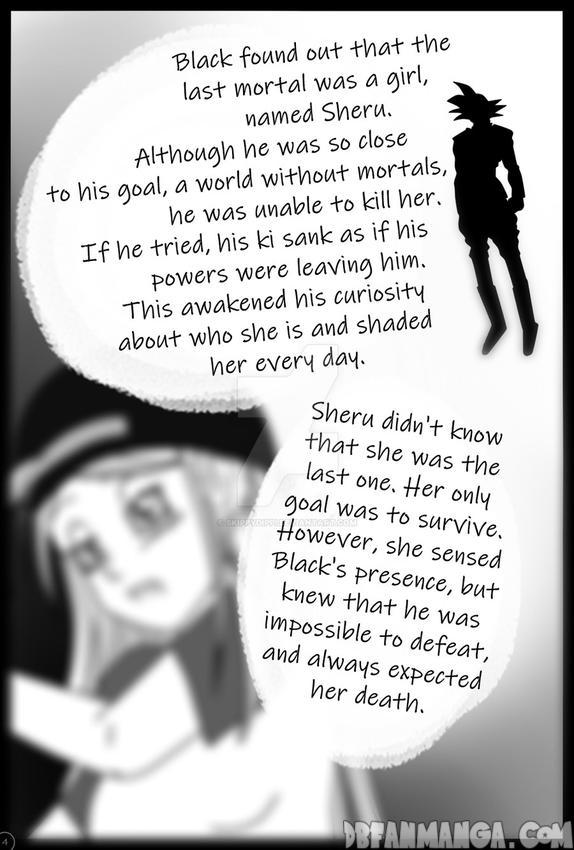 Black found out that the
last mortal was a girl,
named Sheru.
Although he was so close
to his goal, a world without mortals,
he was unable to kill her.
If he tried, his ki sank as if his
powers were leaving him.
This awakened his curiosity
about who she is and shaded
her every day.
Sheru didn't know
that she was the
last one. Her only
goal was to survive.
However, she sensed
Black's presence, but
knew that he was
impossible to defeat,
and always expected
her death.
4
DBFANMANGA.COM